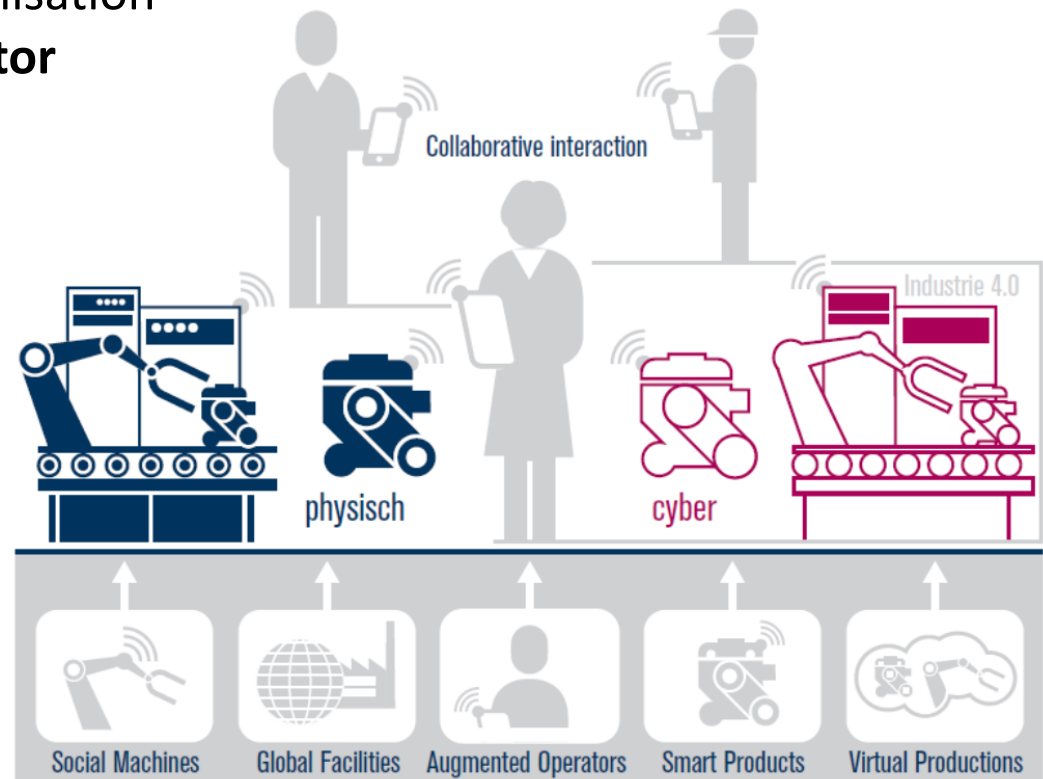 tor
Collaborative interaction
Industrie 4.0
physisch
cyber
Social Machines
Global Facilities
Augmented Operators
Smart Products
Virtual Productions